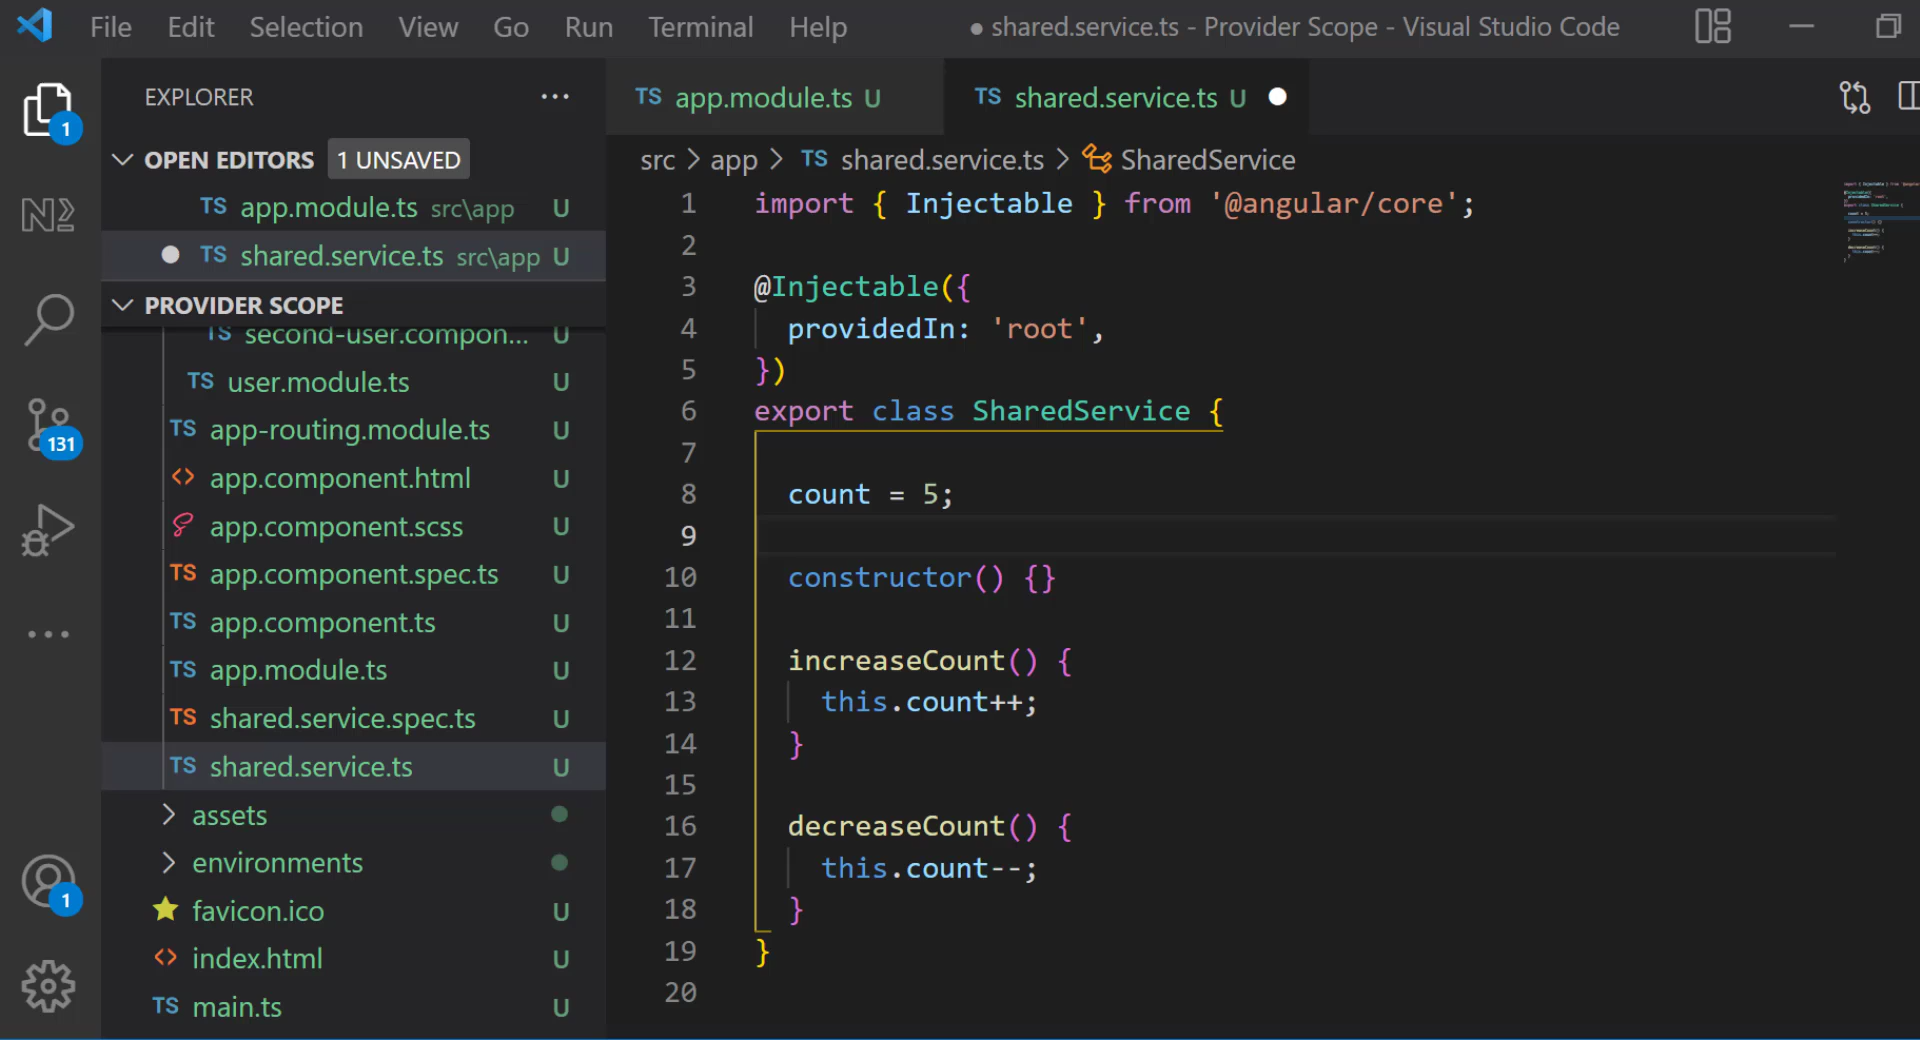 File Edit Selection View Go Run Terminal Help ● shared.service.ts - Provider Scope - Visual Studio Code
EXPLORER ...
OPEN EDITORS 1 UNSAVED
TS app.module.ts src\app U
● TS shared.service.ts src\app U
PROVIDER SCOPE
TS second-user.compon... U
TS user.module.ts U
TS app-routing.module.ts U
<> app.component.html U
app.component.scss U
TS app.component.spec.ts U
TS app.component.ts U
TS app.module.ts U
TS shared.service.spec.ts U
TS shared.service.ts U
> assets
> environments
favicon.ico U
<> index.html U
TS main.ts U
1
131
1
TS app.module.ts U
TS shared.service.ts U ●
src > app > TS shared.service.ts > SharedService
1 import { Injectable } from '@angular/core';
2
3 @Injectable({
4 providedIn: 'root',
5 })
6 export class SharedService {
7
8 count = 5;
9
10 constructor() {}
11
12 increaseCount() {
13 this.count++;
14 }
15
16 decreaseCount() {
17 this.count--;
18 }
19 }
20